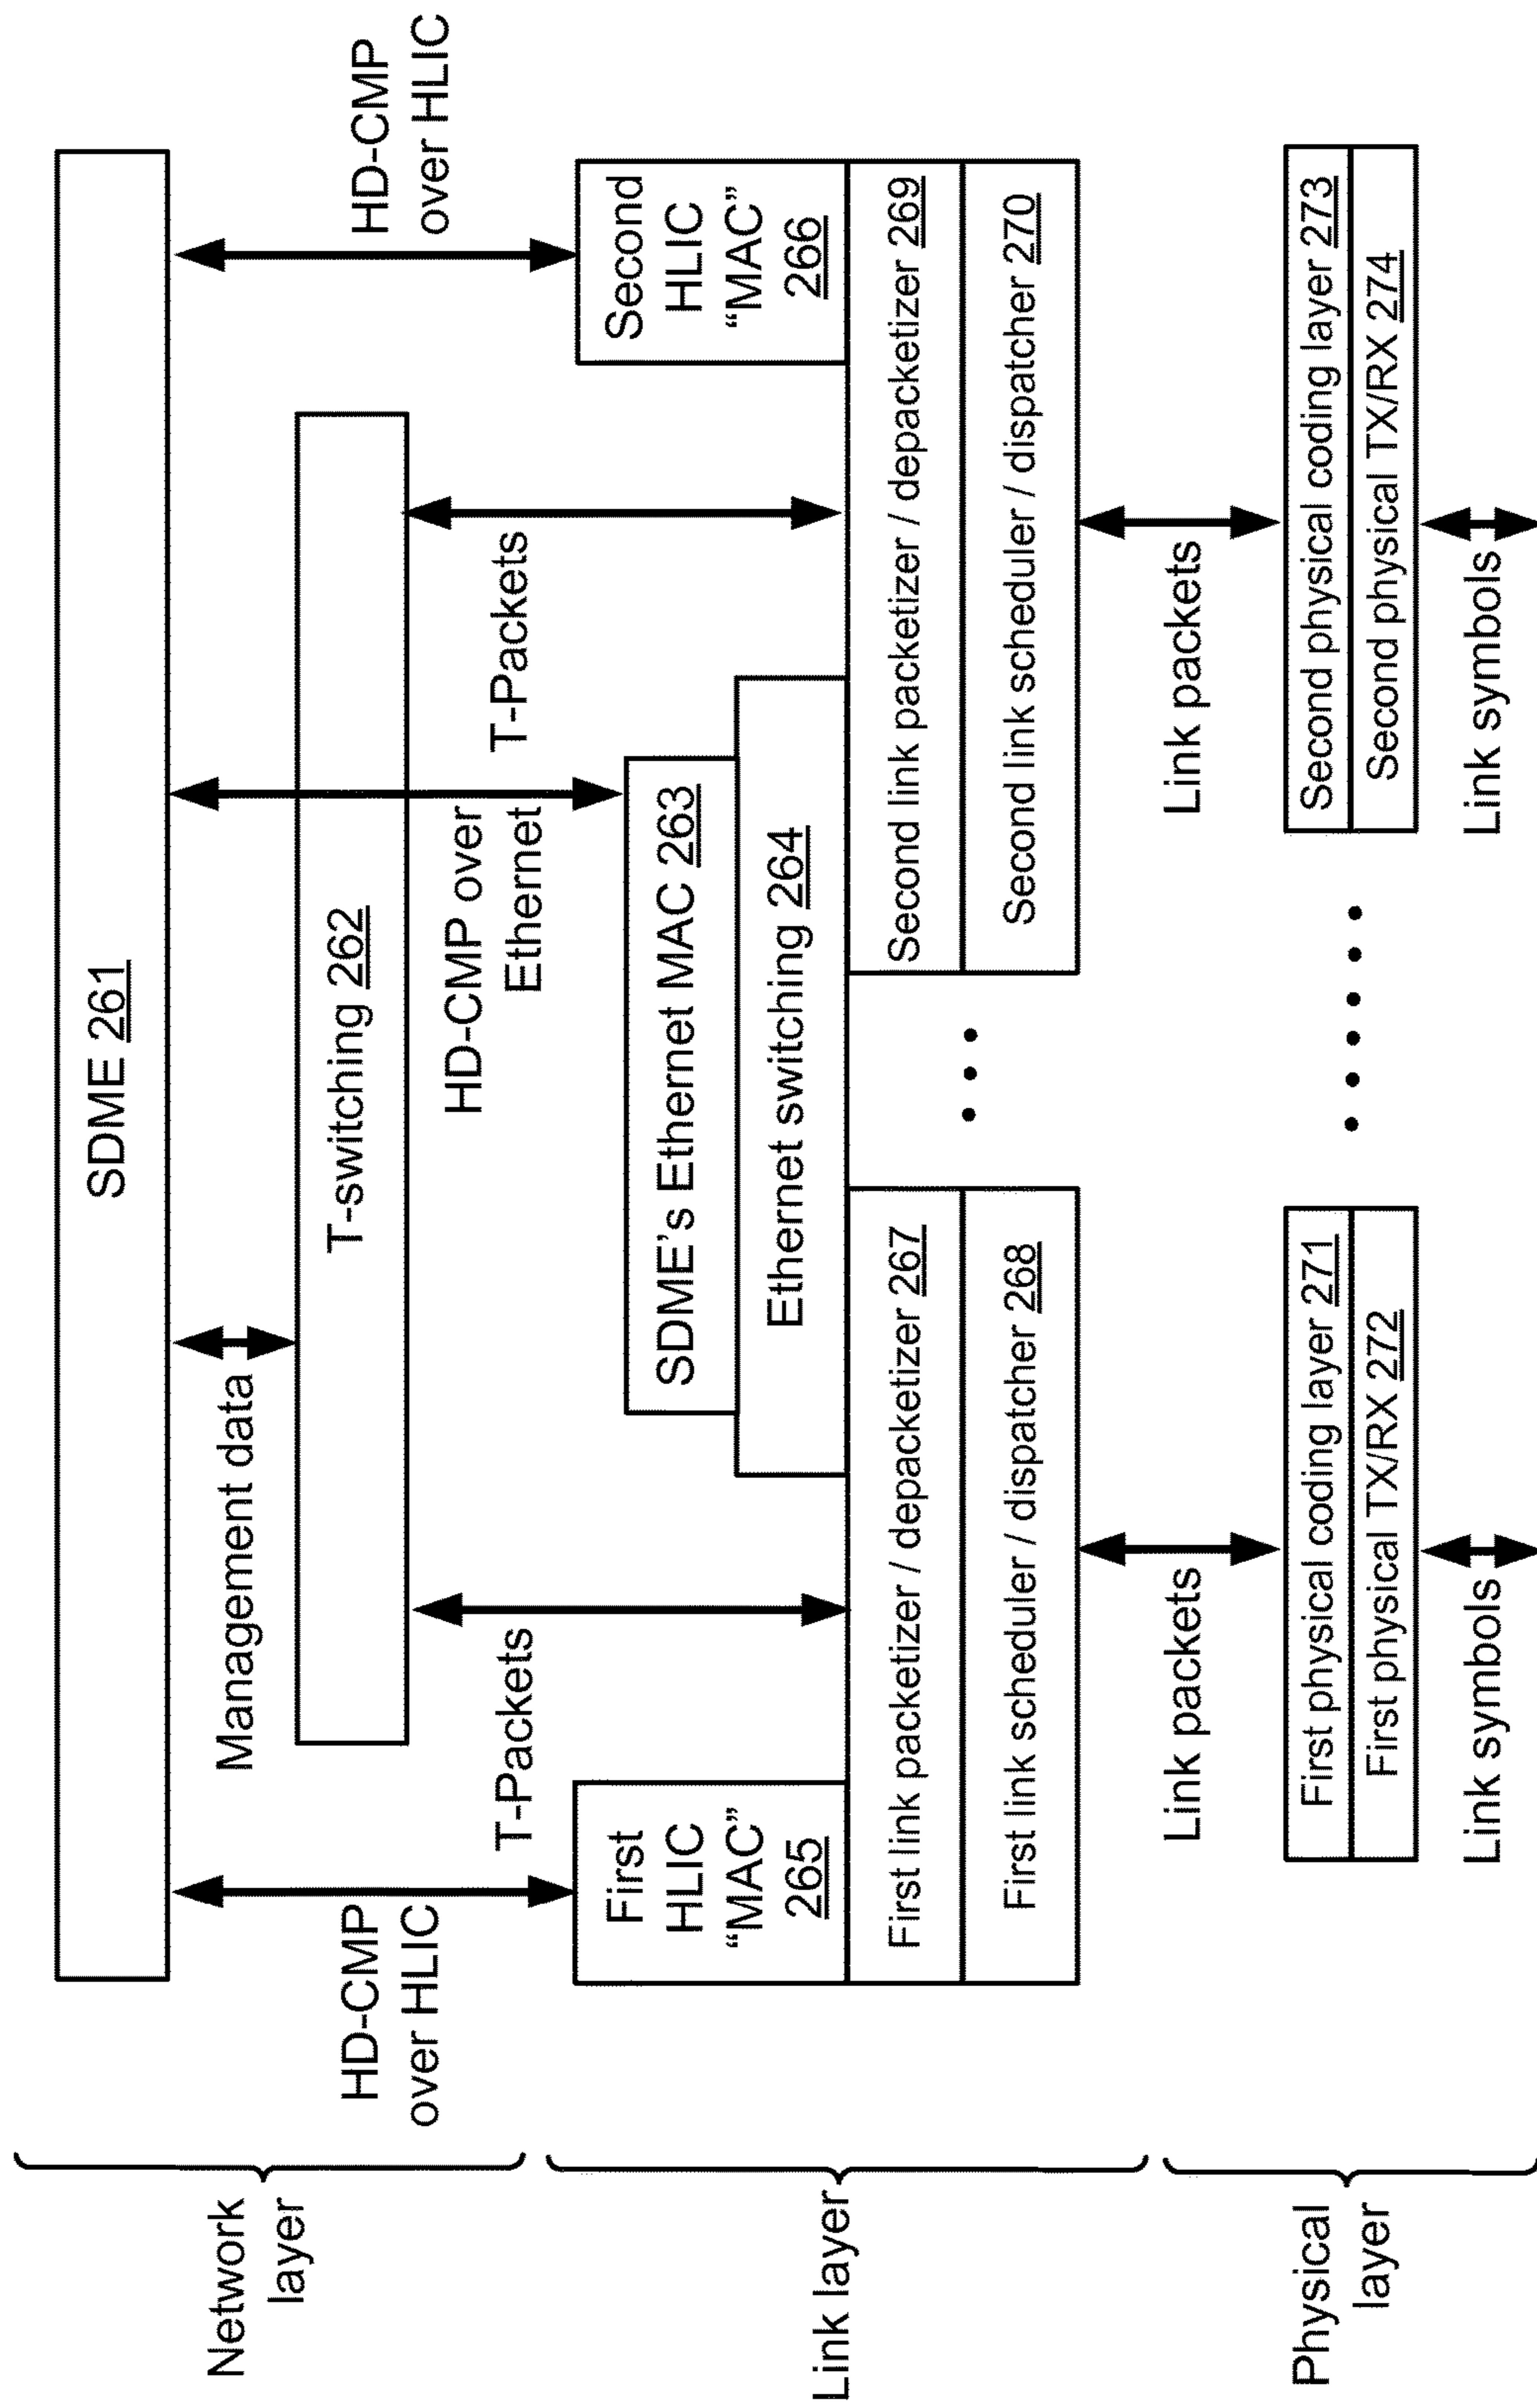 Network
layer
Link layer
Physical
layer
SDME 261
HD-CMP
over HLIC
Management data
HD-CMP
over HLIC
T-switching 262
T-Packets
HD-CMP over
Ethernet
T-Packets
First
HLIC
“MAC”
265
SDME’s Ethernet MAC 263
Ethernet switching 264
Second
HLIC
“MAC”
266
First link packetizer / depacketizer 267
First link scheduler / dispatcher 268
Second link packetizer / depacketizer 269
Second link scheduler / dispatcher 270
Link packets
Link packets
First physical coding layer 271
First physical TX/RX 272
Second physical coding layer 273
Second physical TX/RX 274
Link symbols
Link symbols